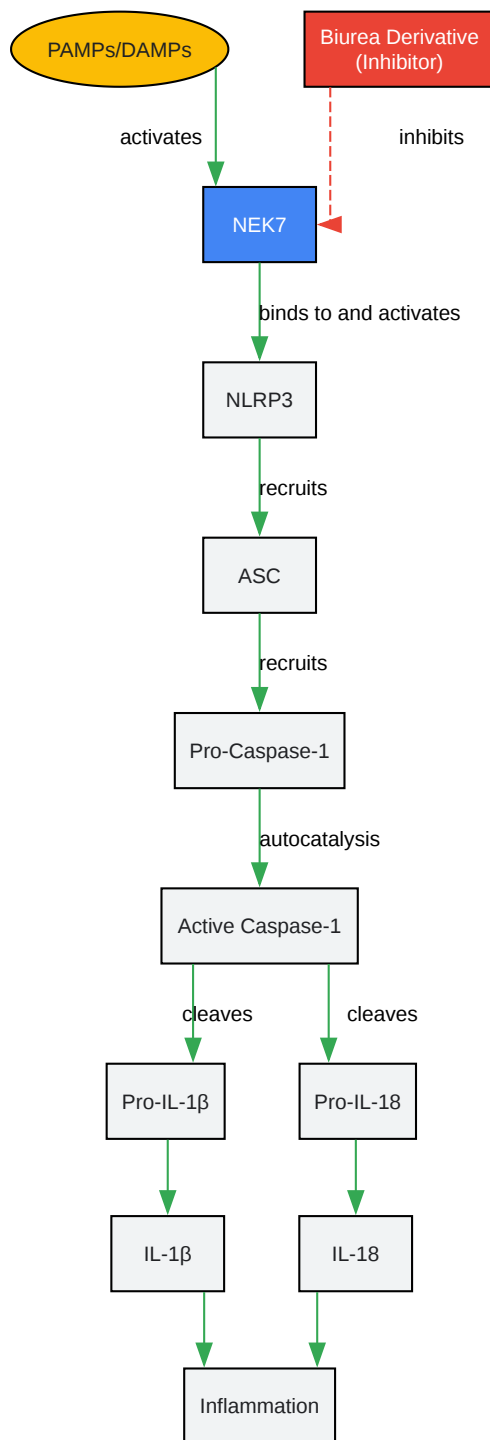 PAMPs/DAMPs
Biurea Derivative
(Inhibitor)
activates
inhibits
NEK7
binds to and activates
NLRP3
recruits
ASC
recruits
Pro-Caspase-1
autocatalysis
Active Caspase-1
cleaves
cleaves
Pro-IL-1β
Pro-IL-18
IL-1β
IL-18
Inflammation